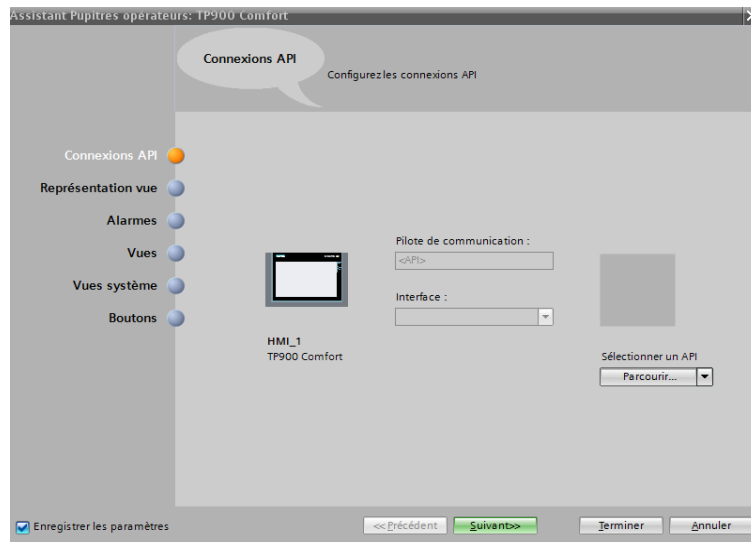 Assistant Pupitres opérateurs: TP900 Comfort
Connexions API
Configurez les connexions API
Connexions API
Représentation vue
Alarmes
Vues
Vues système
Boutons
Pilote de communication :
<API>
Interface :
HMI_1
TP900 Comfort
Sélectionner un API
Parcourir...
Enregistrer les paramètres
<<Précédent
Suivant>>
Terminer
Annuler